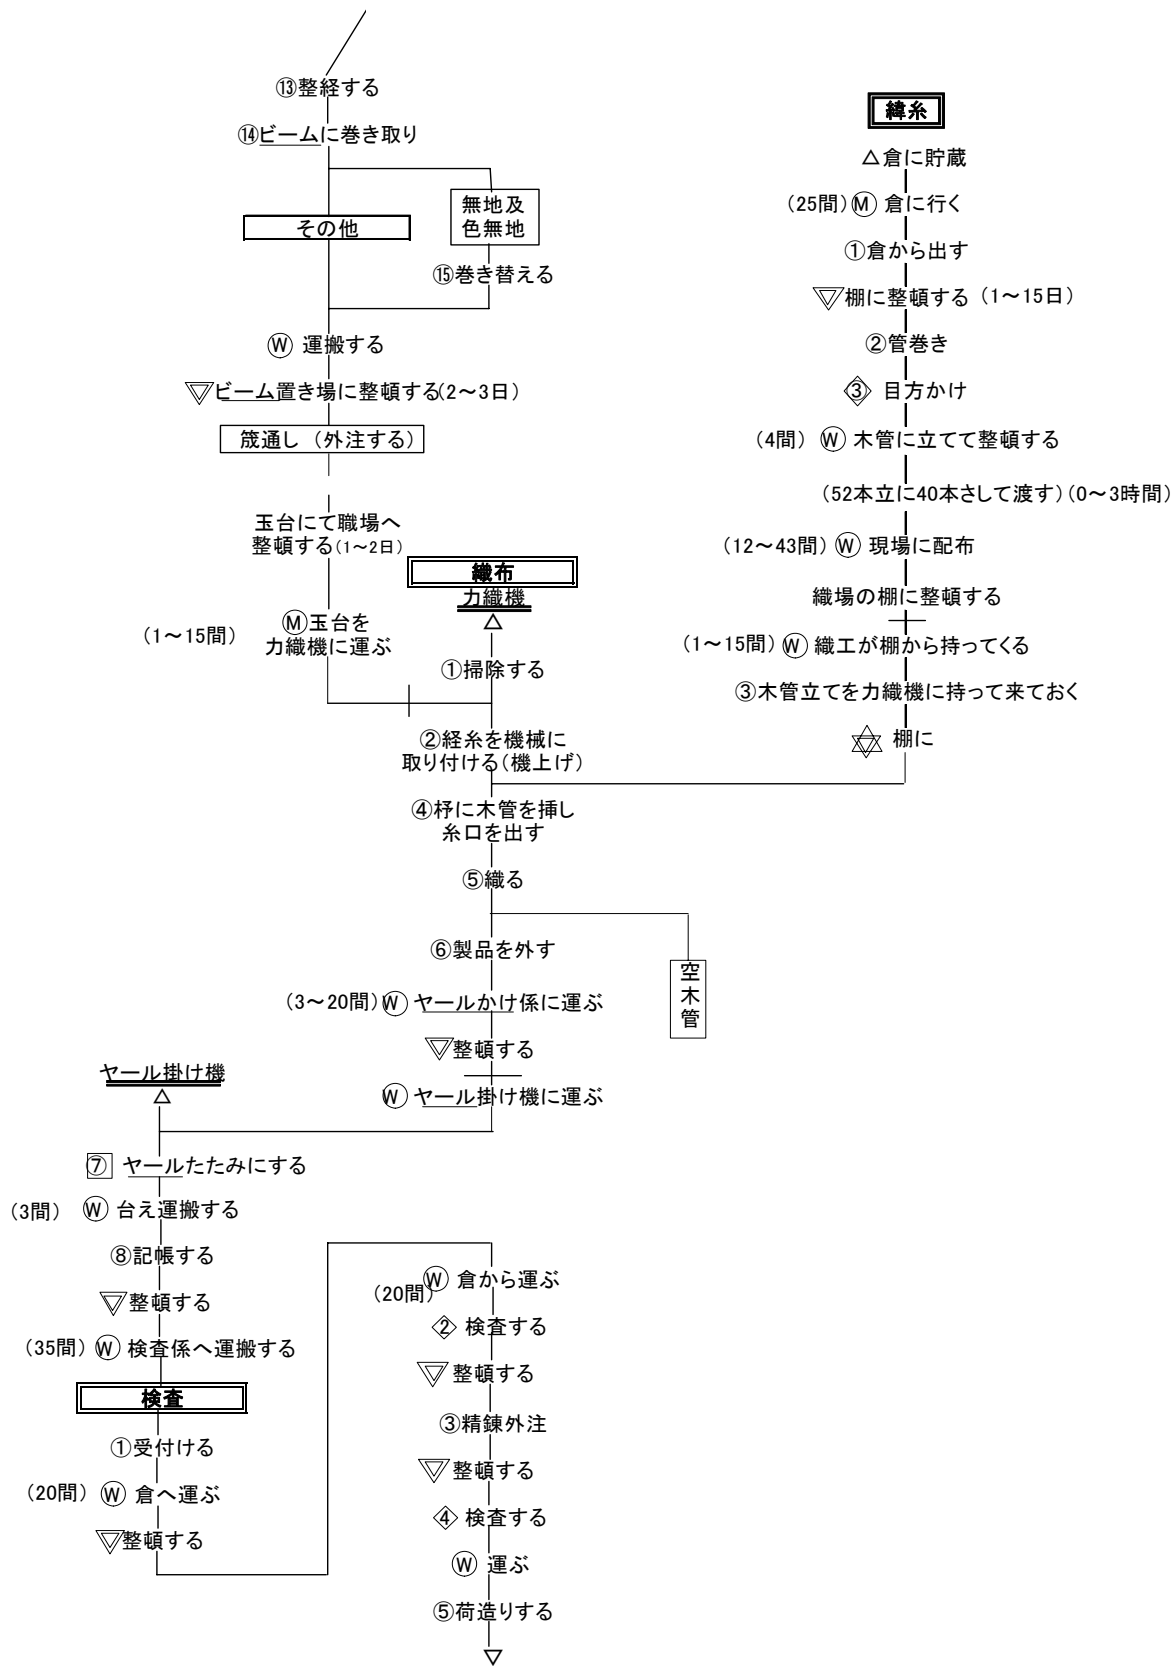 ⑬整経する
⑭ビームに巻き取り
その他
無地及
色無地
⑮巻き替える
Ⓦ 運搬する
ビーム置き場に整頓する(2～3日)
筬通し（外注する）
玉台にて職場へ
整頓する(1～2日)
(1～15間)
Ⓜ玉台を
力織機に運ぶ
織布
力織機
△
①掃除する
②経糸を機械に
取り付ける(機上げ)
緯糸
△倉に貯蔵
(25間)Ⓜ 倉に行く
①倉から出す
棚に整頓する (1～15日)
②管巻き
③ 目方かけ
(4間) Ⓦ 木管に立てて整頓する
(52本立に40本さして渡す)(0～3時間)
(12～43間)Ⓦ 現場に配布
織場の棚に整頓する
(1～15間)Ⓦ 織工が棚から持ってくる
③木管立てを力織機に持って来ておく
棚に
④杼に木管を挿し
糸口を出す
⑤織る
⑥製品を外す
空
木
管
(3～20間)Ⓦ ヤールかけ係に運ぶ
整頓する
Ⓦ ヤール掛け機に運ぶ
ヤール掛け機
△
⑦ ヤールたたみにする
(3間) Ⓦ 台え運搬する
⑧記帳する
整頓する
(35間)Ⓦ 検査係へ運搬する
検査
①受付ける
(20間) Ⓦ 倉へ運ぶ
整頓する
(20間)Ⓦ 倉から運ぶ
② 検査する
整頓する
③精錬外注
整頓する
④ 検査する
Ⓦ 運ぶ
⑤荷造りする
▽